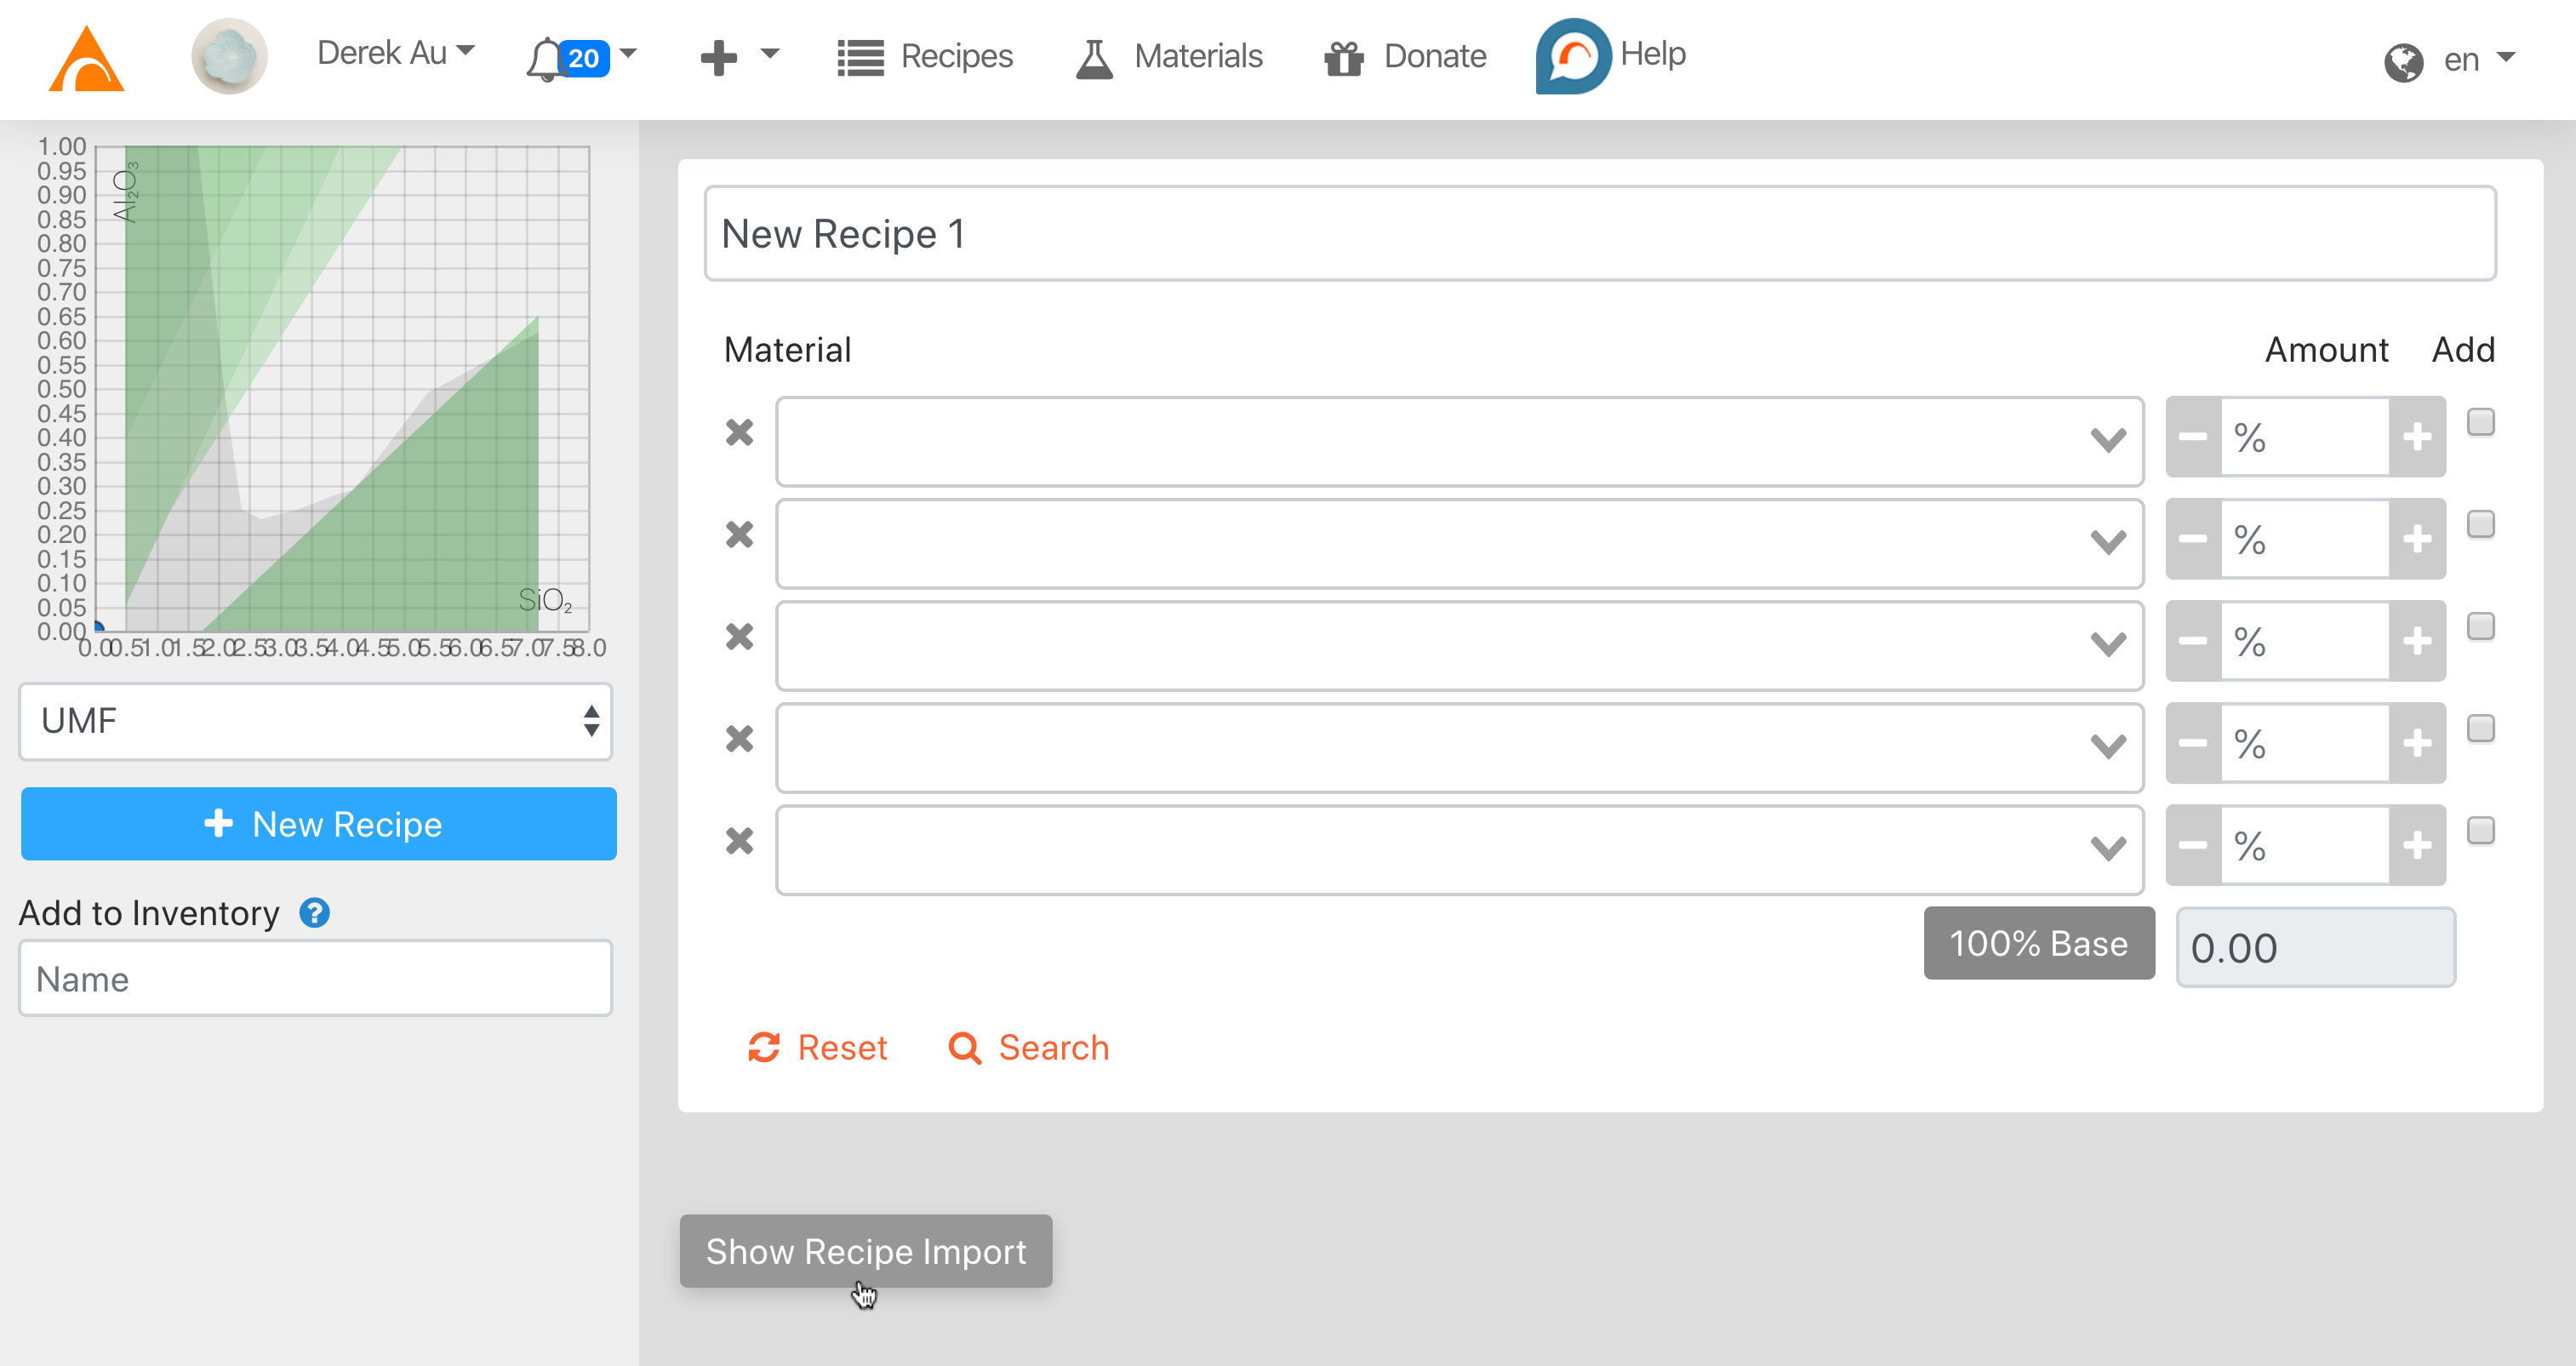 Derek Au
20
Recipes
Materials
Donate
Help
en
1.00
0.95
0.90
0.85
0.80
0.75
0.70
0.65
0.60
0.55
0.50
0.45
0.40
0.35
0.30
0.25
0.20
0.15
0.10
0.05
0.00
Al₂O₃
SiO₂
0.0 0.5 1.0 1.5 2.0 2.5 3.0 3.5 4.0 4.5 5.0 5.5 6.0 6.5 7.0 7.5 8.0
UMF
New Recipe
Add to Inventory ?
Name
New Recipe 1
Material Amount Add
%
%
%
%
%
100% Base 0.00
Reset Search
Show Recipe Import